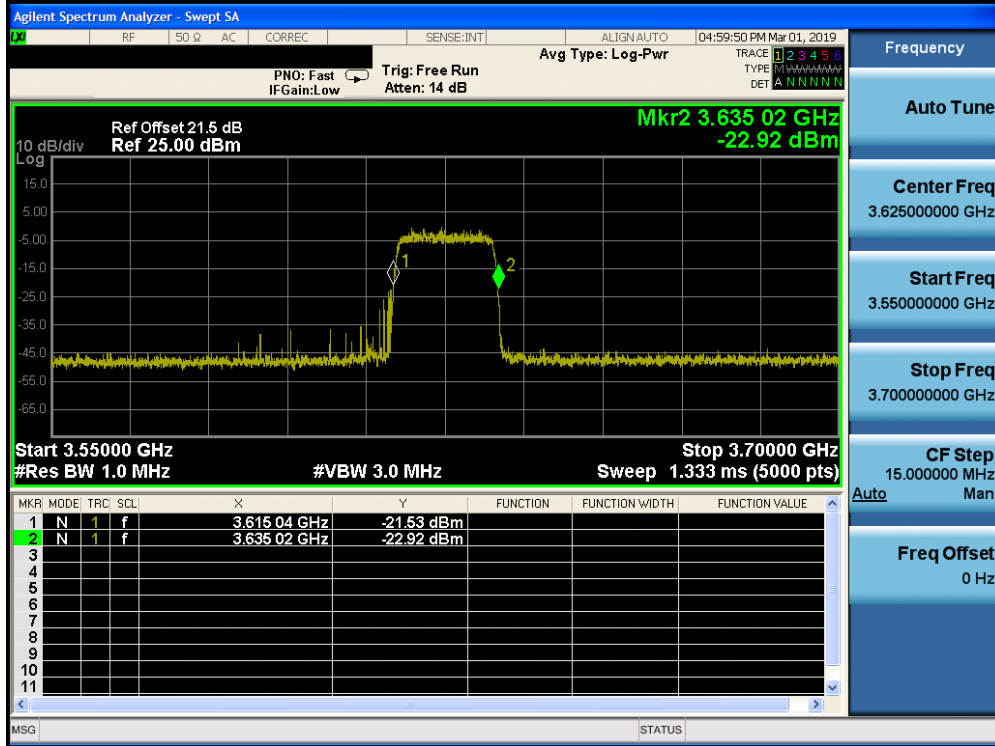 Agilent Spectrum Analyzer - Swept SA
LXI RF 50 Ω AC CORREC SENSE:INT ALIGN AUTO 04:59:50 PM Mar 01, 2019
Avg Type: Log-Pwr TRACE 1 2 3 4 5 6
PNO: Fast Trig: Free Run TYPE M WWWWW
IFGain:Low Atten: 14 dB DET A N N N N N
Mkr2 3.635 02 GHz
Ref Offset 21.5 dB
10 dB/div Ref 25.00 dBm -22.92 dBm
Log
15.0
5.00
-5.00
1 2
-15.0
-25.0
-35.0
-45.0
-55.0
-65.0
Start 3.55000 GHz Stop 3.70000 GHz
#Res BW 1.0 MHz #VBW 3.0 MHz Sweep 1.333 ms (5000 pts)
MKR MODE TRC SCL X Y FUNCTION FUNCTION WIDTH FUNCTION VALUE
1 N 1 f 3.615 04 GHz -21.53 dBm
2 N 1 f 3.635 02 GHz -22.92 dBm
3
4
5
6
7
8
9
10
11
MSG STATUS
Frequency
Auto Tune
Center Freq
3.625000000 GHz
Start Freq
3.550000000 GHz
Stop Freq
3.700000000 GHz
CF Step
15.000000 MHz
Auto Man
Freq Offset
0 Hz